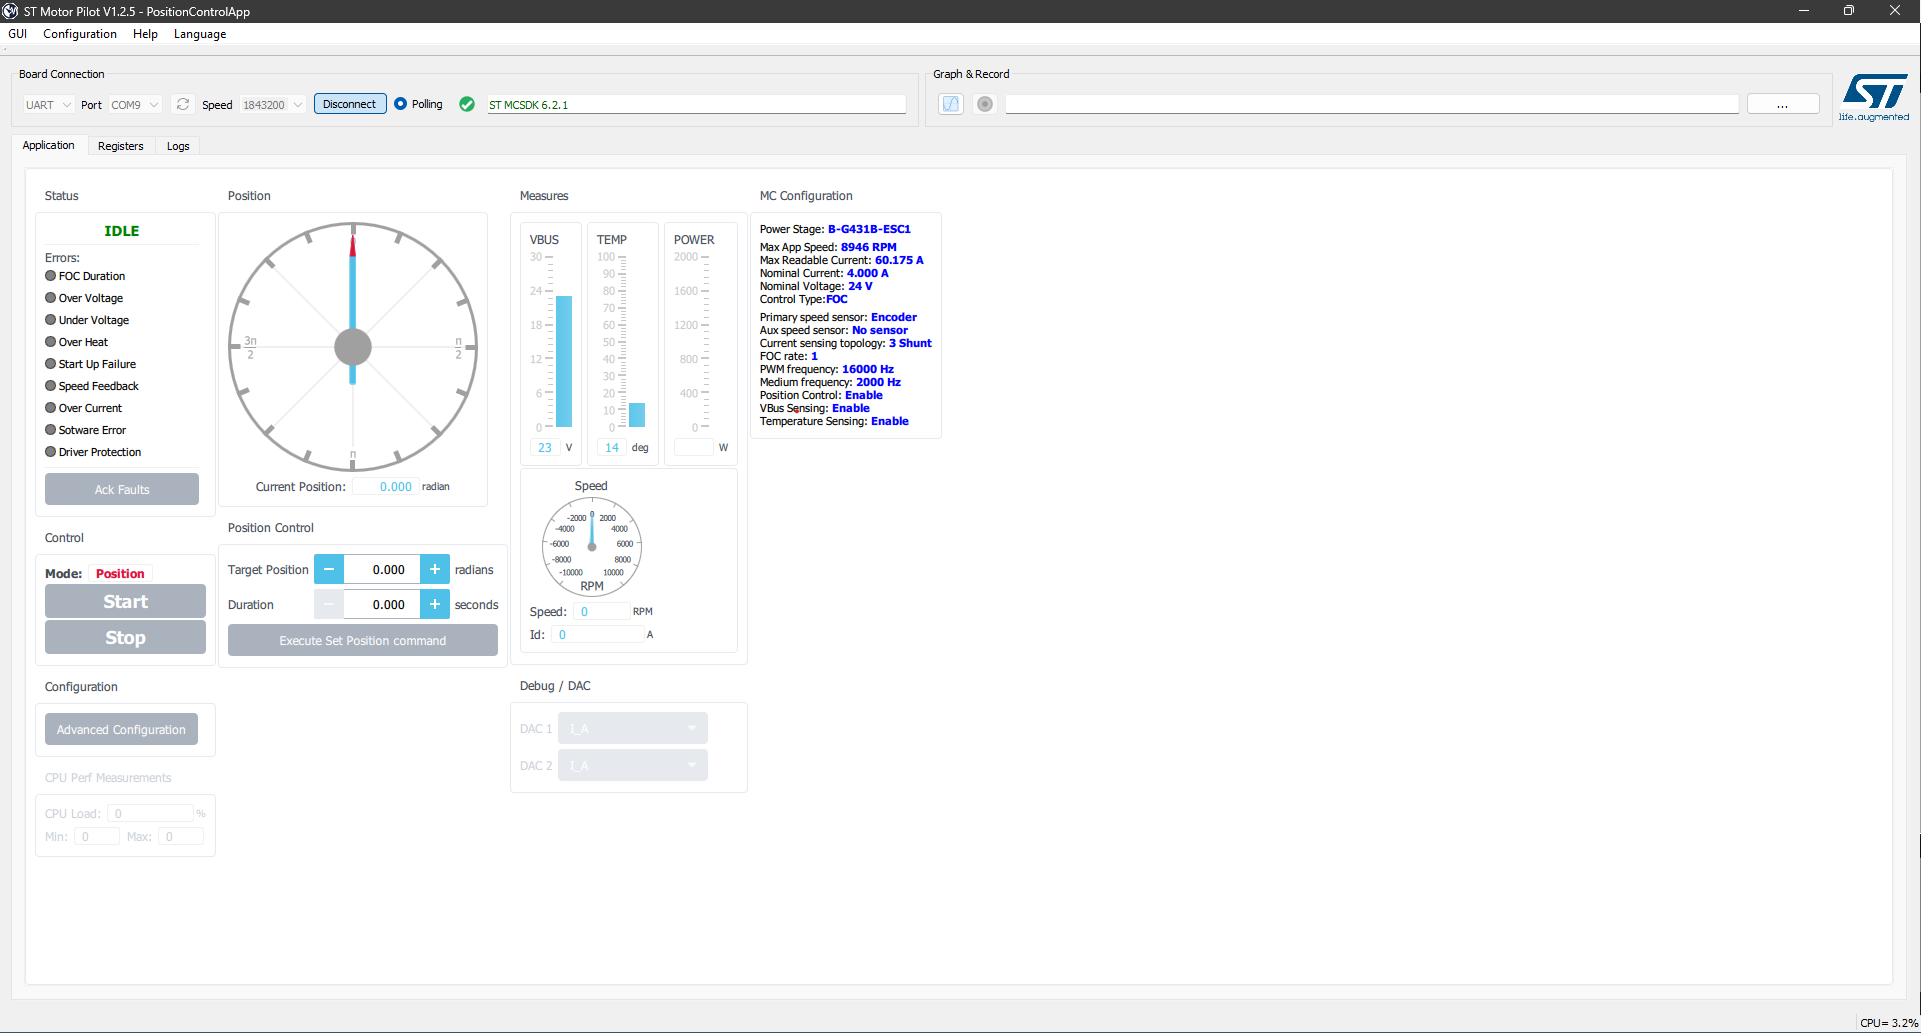 ST Motor Pilot V1.2.5 - PositionControlApp
GUI Configuration Help Language
Board Connection
UART Port COM9 Speed 1843200 Disconnect Polling ST MCSDK 6.2.1
Graph & Record
...
ST
life.augmented
Application Registers Logs
Status
IDLE
Errors:
FOC Duration
Over Voltage
Under Voltage
Over Heat
Start Up Failure
Speed Feedback
Over Current
Sotware Error
Driver Protection
Ack Faults
Control
Mode: Position
Start
Stop
Configuration
Advanced Configuration
CPU Perf Measurements
CPU Load: 0 %
Min: 0 Max: 0
Position
3π
2
π
2
π
Current Position: 0.000 radian
Position Control
Target Position − 0.000 + radians
Duration − 0.000 + seconds
Execute Set Position command
Measures
VBUS
30
24
18
12
6
0
23 V
TEMP
100
90
80
70
60
50
40
30
20
10
0
14 deg
POWER
2000
1600
1200
800
400
0
W
Speed
-2000 0 2000
-4000 4000
-6000 6000
-8000 8000
-10000 10000
RPM
Speed: 0 RPM
Id: 0 A
Debug / DAC
DAC 1 I_A
DAC 2 I_A
MC Configuration
Power Stage: B-G431B-ESC1
Max App Speed: 8946 RPM
Max Readable Current: 60.175 A
Nominal Current: 4.000 A
Nominal Voltage: 24 V
Control Type:FOC
Primary speed sensor: Encoder
Aux speed sensor: No sensor
Current sensing topology: 3 Shunt
FOC rate: 1
PWM frequency: 16000 Hz
Medium frequency: 2000 Hz
Position Control: Enable
VBus Sensing: Enable
Temperature Sensing: Enable
CPU= 3.2%